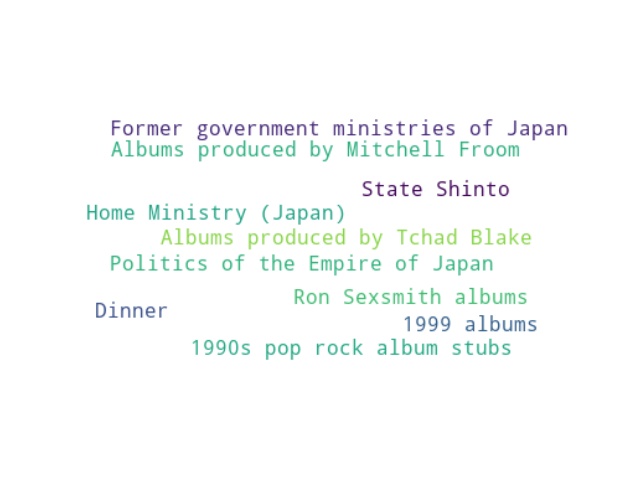 Former government ministries of Japan
Albums produced by Mitchell Froom
State Shinto
Home Ministry (Japan)
Albums produced by Tchad Blake
Politics of the Empire of Japan
Ron Sexsmith albums
Dinner
1999 albums
1990s pop rock album stubs